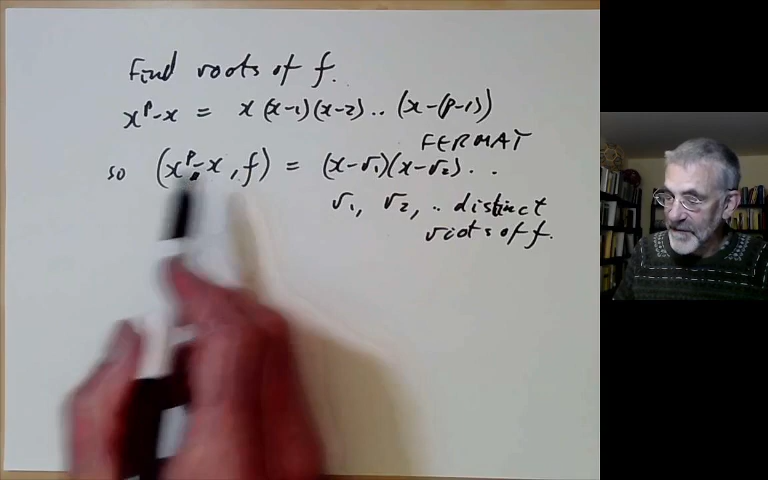 Find roots of f.
x^p-x = x(x-1)(x-2)..(x-(p-1))
FERMAT
so (x^p-x, f) = (x-r₁)(x-r₂)...
r₁, r₂, .. distinct
roots of f.